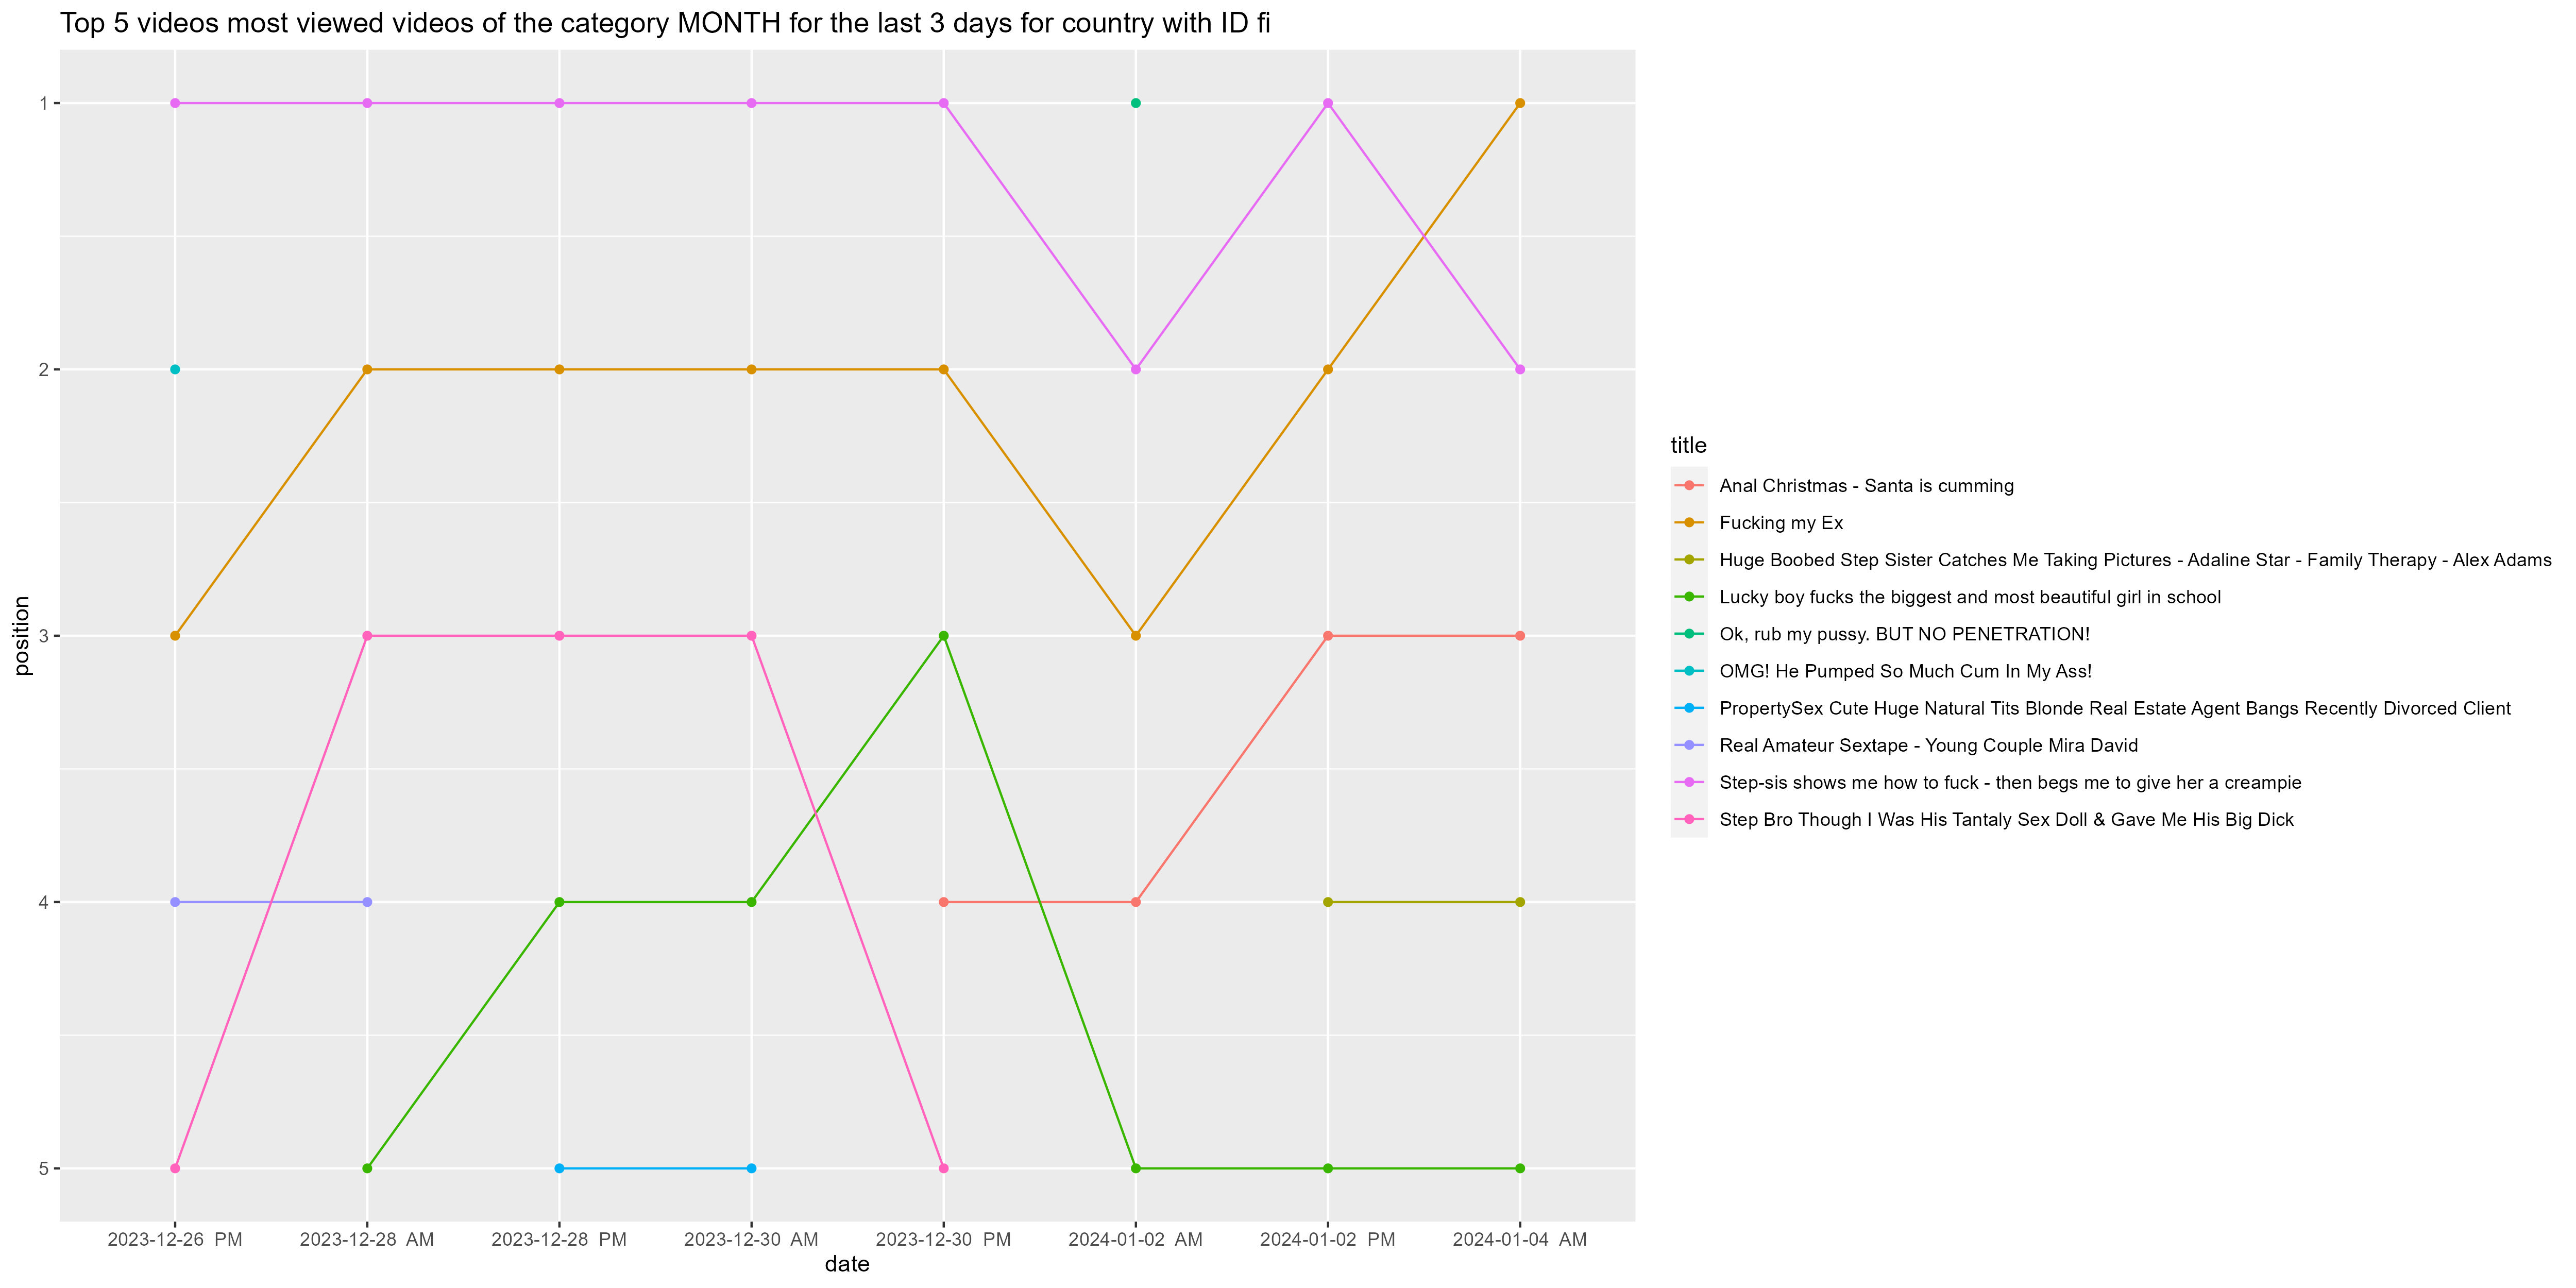 Top 5 videos most viewed videos of the category MONTH for the last 3 days for country with ID fi
position
1
2
3
4
5
2023-12-26 PM
2023-12-28 AM
2023-12-28 PM
2023-12-30 AM
2023-12-30 PM
2024-01-02 AM
2024-01-02 PM
2024-01-04 AM
date
title
Anal Christmas - Santa is cumming
Fucking my Ex
Huge Boobed Step Sister Catches Me Taking Pictures - Adaline Star - Family Therapy - Alex Adams
Lucky boy fucks the biggest and most beautiful girl in school
Ok, rub my pussy. BUT NO PENETRATION!
OMG! He Pumped So Much Cum In My Ass!
PropertySex Cute Huge Natural Tits Blonde Real Estate Agent Bangs Recently Divorced Client
Real Amateur Sextape - Young Couple Mira David
Step-sis shows me how to fuck - then begs me to give her a creampie
Step Bro Though I Was His Tantaly Sex Doll & Gave Me His Big Dick